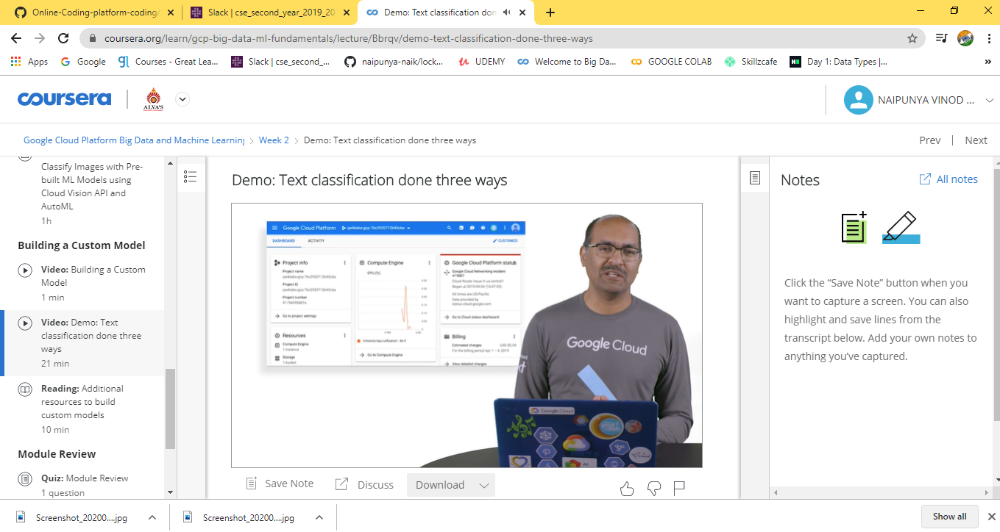 Online-Coding-platform-coding/
Slack | cse_second_year_2019_20
Demo: Text classification don
coursera.org/learn/gcp-big-data-ml-fundamentals/lecture/Bbrqv/demo-text-classification-done-three-ways
Apps
Google
Courses - Great Lea...
Slack | cse_second_...
naipunya-naik/lock...
UDEMY
Welcome to Big Da...
GOOGLE COLAB
Skillzcafe
Day 1: Data Types |...
coursera
ALVA'S
NAIPUNYA VINOD ...
Google Cloud Platform Big Data and Machine Learning
Week 2
Demo: Text classification done three ways
Prev | Next
Classify Images with Pre-
built ML Models using
Cloud Vision API and
AutoML
1h
Building a Custom Model
Video: Building a Custom
Model
1 min
Video: Demo: Text
classification done three
ways
21 min
Reading: Additional
resources to build
custom models
10 min
Module Review
Quiz: Module Review
1 question
Demo: Text classification done three ways
Google Cloud Platform
qwiklabs-gcp-7bc2920712b45cba
DASHBOARD
ACTIVITY
CUSTOMIZE
Project info
Project name
qwiklabs-gcp-7bc2920712b45cba
Project ID
qwiklabs-gcp-7bc2920712b45cba
Project number
Go to project settings
Resources
Compute Engine
1 instance
Storage
1 bucket
Compute Engine
CPU (%)
Go to Compute Engine
Google Cloud Platform status
Google Cloud Networking incident
#19007
Cloud Router issue in us-central1
Began at 2019-04-04 (16:07:03)
All times are US/Pacific
Data provided by
status.cloud.google.com
Go to Cloud status dashboard
Billing
Estimated charges
USD $0.04
For the billing period Apr 1 – 4, 2019
View detailed charges
Google Cloud
Google Cloud
AI
Save Note
Discuss
Download
Notes
All notes
Click the “Save Note” button when you
want to capture a screen. You can also
highlight and save lines from the
transcript below. Add your own notes to
anything you’ve captured.
Screenshot_20200....jpg
Screenshot_20200....jpg
Show all